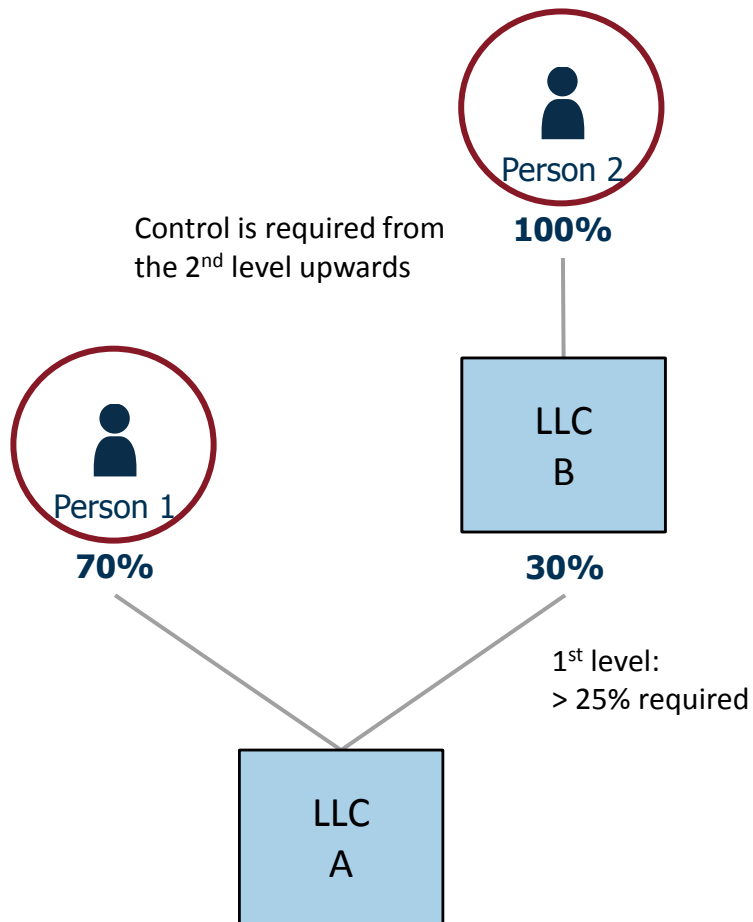 Person 2
100%
Control is required from
the 2nd level upwards
LLC
B
Person 1
70%
30%
1st level:
> 25% required
LLC
A